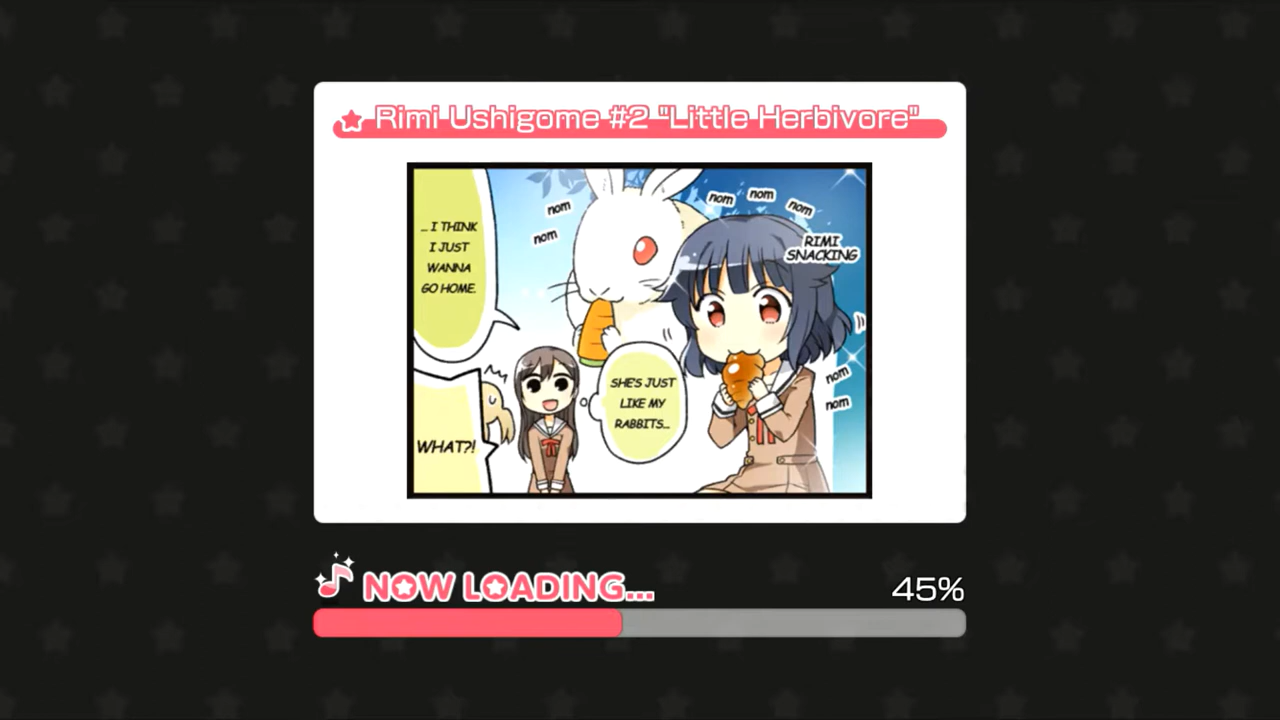 Rimi Ushigome #2 "Little Herbivore"
... I THINK
I JUST
WANNA
GO HOME.
nom
nom
nom
nom
nom
RIMI
SNACKING
SHE'S JUST
LIKE MY
RABBITS...
nom
nom
WHAT?!
NOW LOADING...
45%